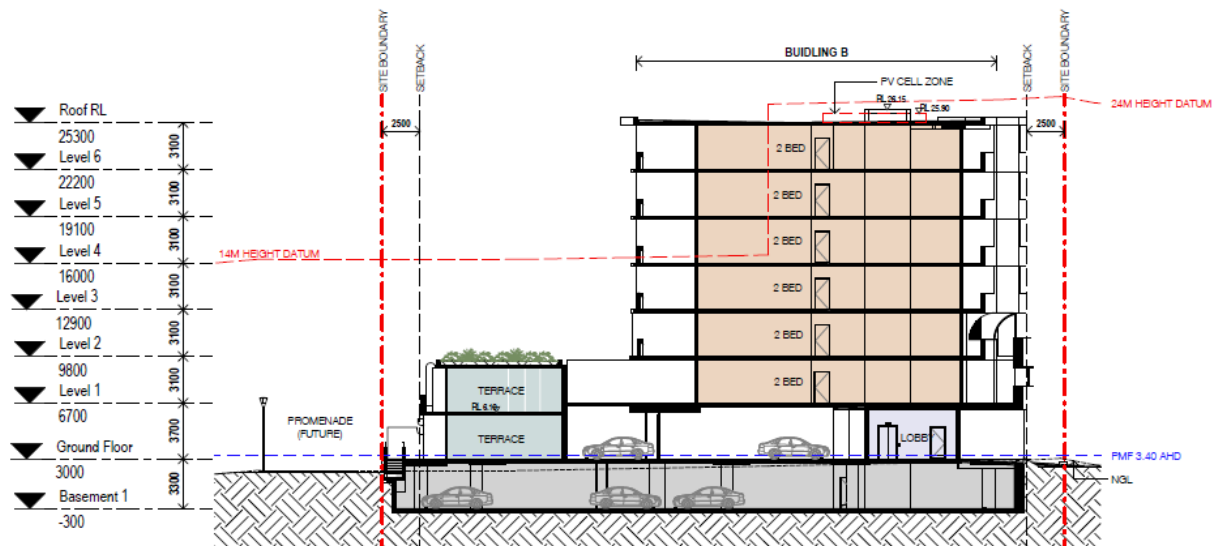 SITE BOUNDARY
SETBACK
BUIDLING B
SETBACK
SITE BOUNDARY
PV CELL ZONE
RL 26.15
RL 25.90
24M HEIGHT DATUM
2500
2500
Roof RL
25300
3100
Level 6
22200
3100
Level 5
19100
3100
Level 4
16000
3100
Level 3
12900
3100
Level 2
9800
3100
Level 1
6700
3700
Ground Floor
3000
3300
Basement 1
-300
14M HEIGHT DATUM
2 BED
2 BED
2 BED
2 BED
2 BED
2 BED
TERRACE
TERRACE
PROMENADE
(FUTURE)
LOBBY
PMF 3.40 AHD
NGL